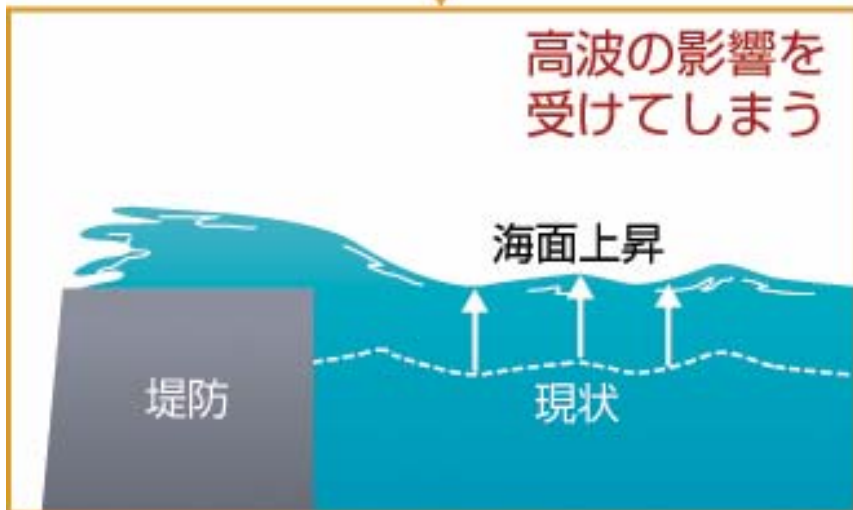 高波の影響を
受けてしまう
海面上昇
堤防
現状